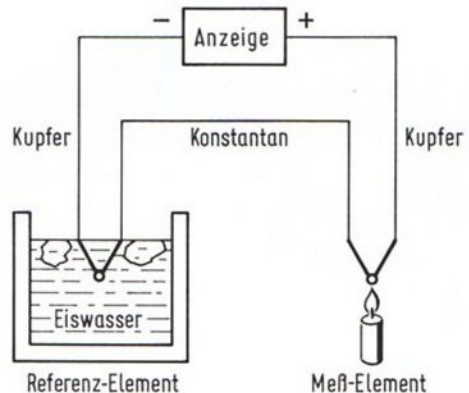 − Anzeige +
Kupfer Konstantan Kupfer
Eiswasser
Referenz-Element Meß-Element